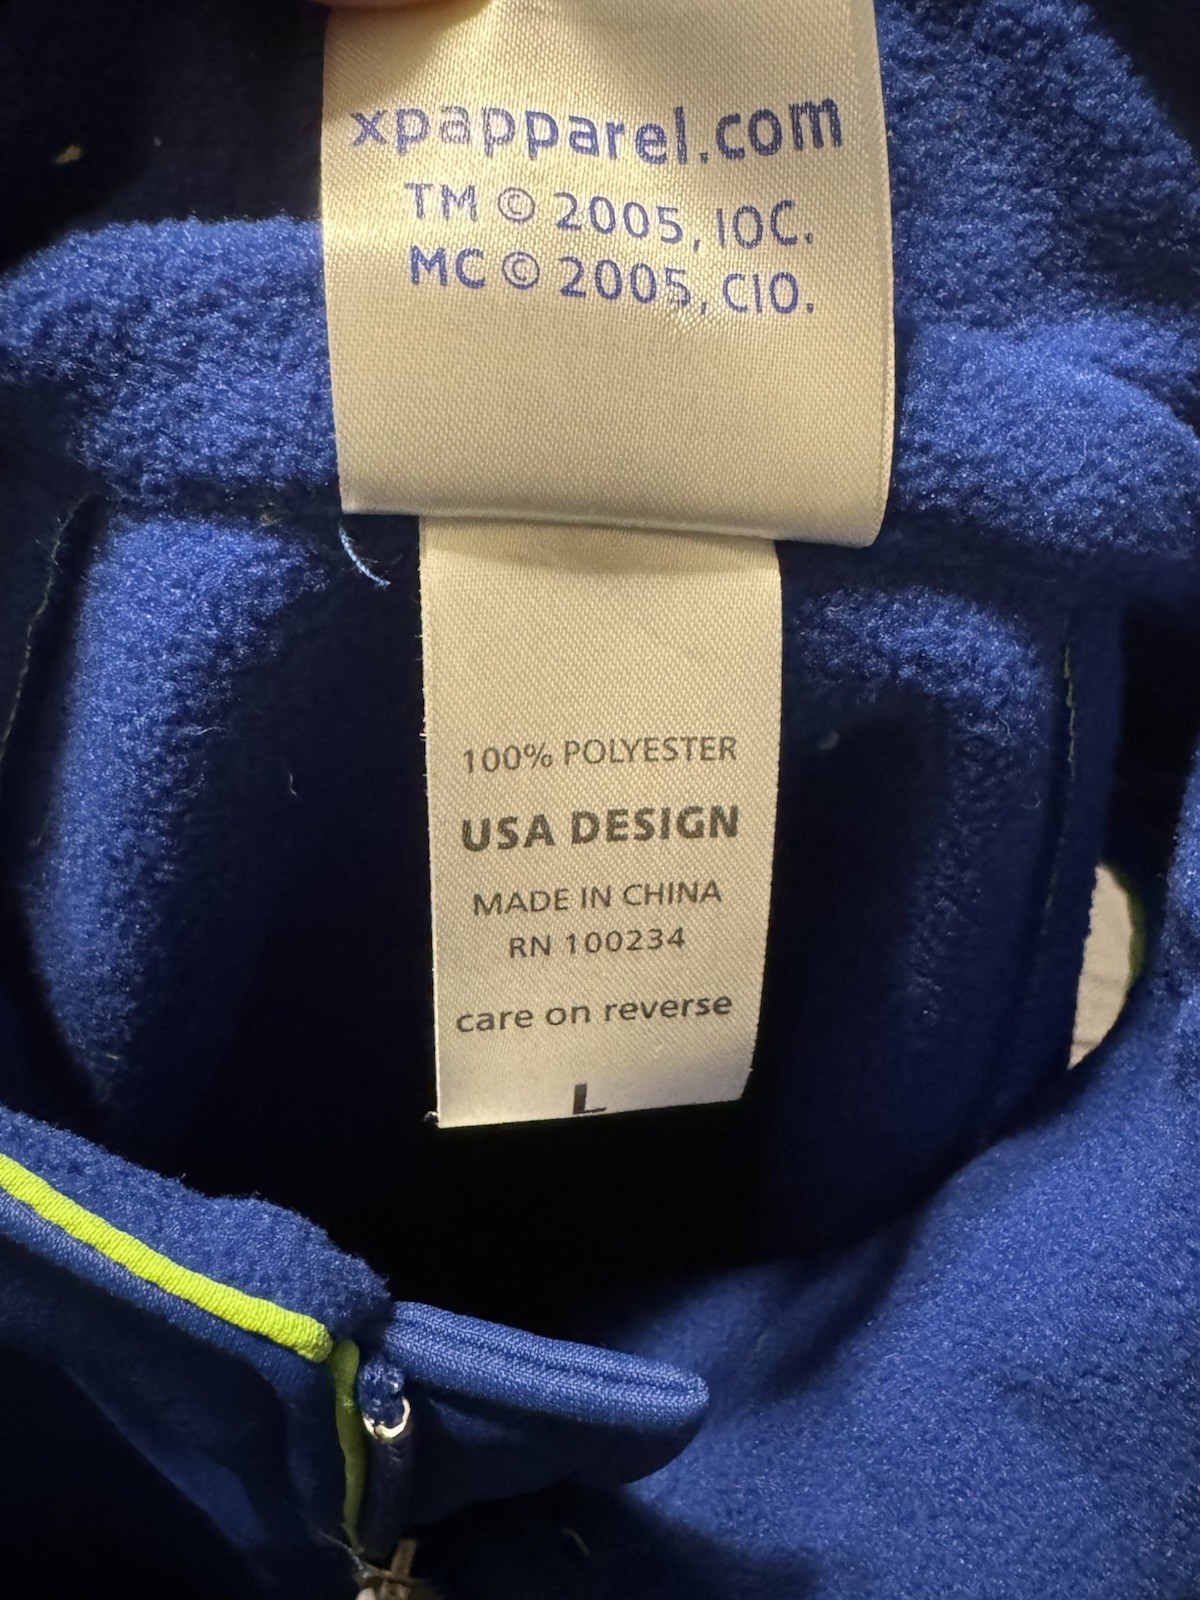 xpapparel.com
TM © 2005, IOC.
MC © 2005, CIO.
100% POLYESTER
USA DESIGN
MADE IN CHINA
RN 100234
care on reverse
L